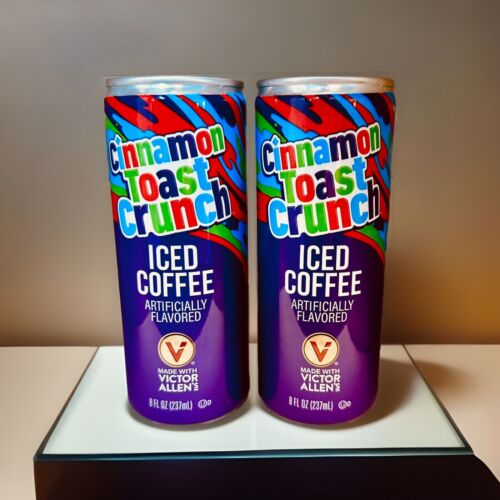 Cinnamon
Toast
Crunch
ICED
COFFEE
ARTIFICIALLY
FLAVORED
V
MADE WITH
VICTOR
ALLEN'S
8 FL OZ (237mL) U D
Cinnamon
Toast
Crunch
ICED
COFFEE
ARTIFICIALLY
FLAVORED
V
MADE WITH
VICTOR
ALLEN'S
8 FL OZ (237mL) U D